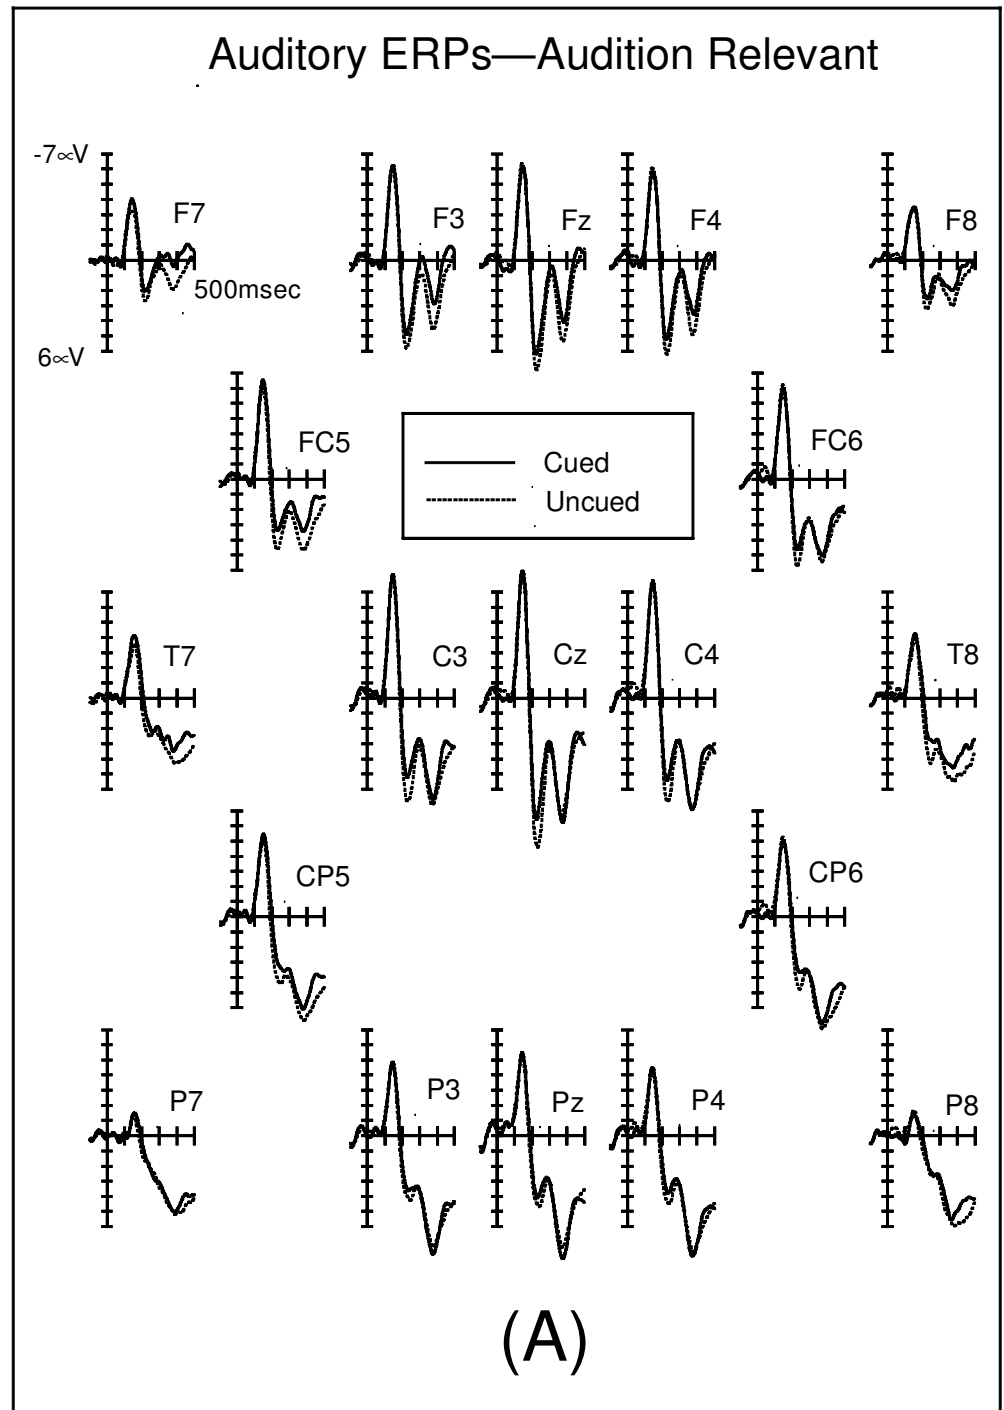 Auditory ERPs—Audition Relevant
-7∝V
F7
F3
Fz
F4
F8
500msec
6∝V
FC5
FC6
Cued
Uncued
T7
C3
Cz
C4
T8
CP5
CP6
P7
P3
Pz
P4
P8
(A)